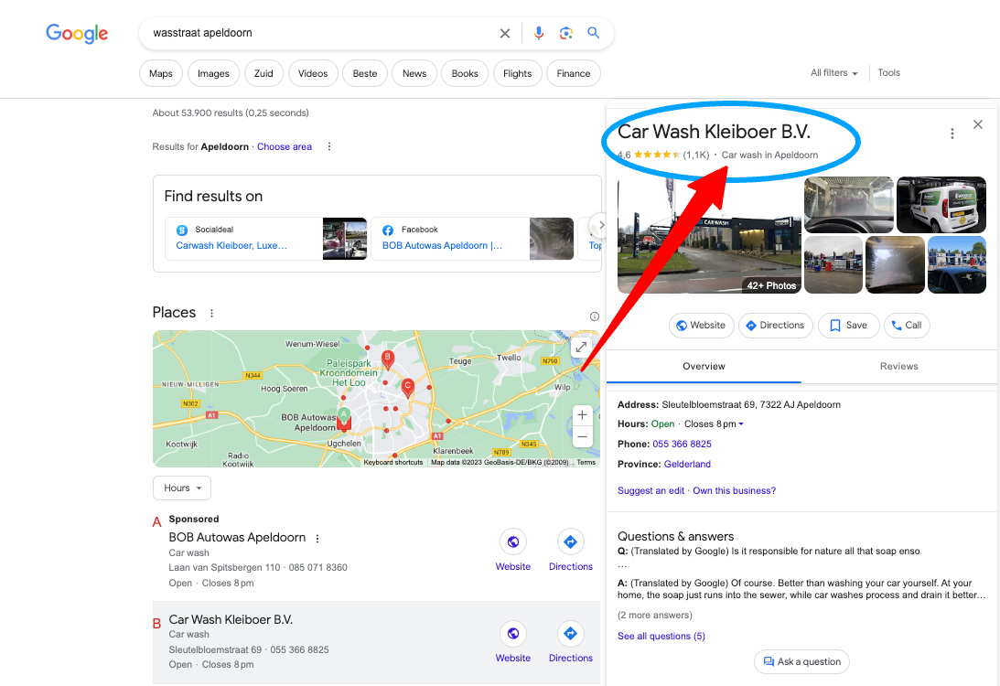 Google
wasstraat apeldoorn
Maps
Images
Zuid
Videos
Beste
News
Books
Flights
Finance
All filters
Tools
About 53.900 results (0,25 seconds)
Results for Apeldoorn · Choose area
Find results on
Socialdeal
Carwash Kleiboer, Luxe…
Facebook
BOB Autowas Apeldoorn |…
Top
Places
Wenum-Wiesel
Paleispark
Kroondomein
Het Loo
Teuge
Twello
N790
N344
NIEUW-MILLIGEN
Hoog Soeren
Wilp
N302
A1
BOB Autowas
Apeldoorn
B
C
A
Ugchelen
A1
Kootwijk
Radio
Kootwijk
Klarenbeek
N345
N789
Keyboard shortcuts
Map data ©2023 GeoBasis-DE/BKG (©2009)
Terms
Hours
A
Sponsored
BOB Autowas Apeldoorn
Car wash
Laan van Spitsbergen 110 · 085 071 8360
Open · Closes 8 pm
Website
Directions
B
Car Wash Kleiboer B.V.
Car wash
Sleutelbloemstraat 69 · 055 366 8825
Open · Closes 8 pm
Website
Directions
Car Wash Kleiboer B.V.
4,6
(1,1K) · Car wash in Apeldoorn
CARWASH
42+ Photos
Website
Directions
Save
Call
Overview
Reviews
Address: Sleutelbloemstraat 69, 7322 AJ Apeldoorn
Hours: Open · Closes 8 pm
Phone: 055 366 8825
Province: Gelderland
Suggest an edit · Own this business?
Questions & answers
Q: (Translated by Google) Is it responsible for nature all that soap enso
…
A: (Translated by Google) Of course. Better than washing your car yourself. At your
home, the soap just runs into the sewer, while car washes process and drain it better…
(2 more answers)
See all questions (5)
Ask a question